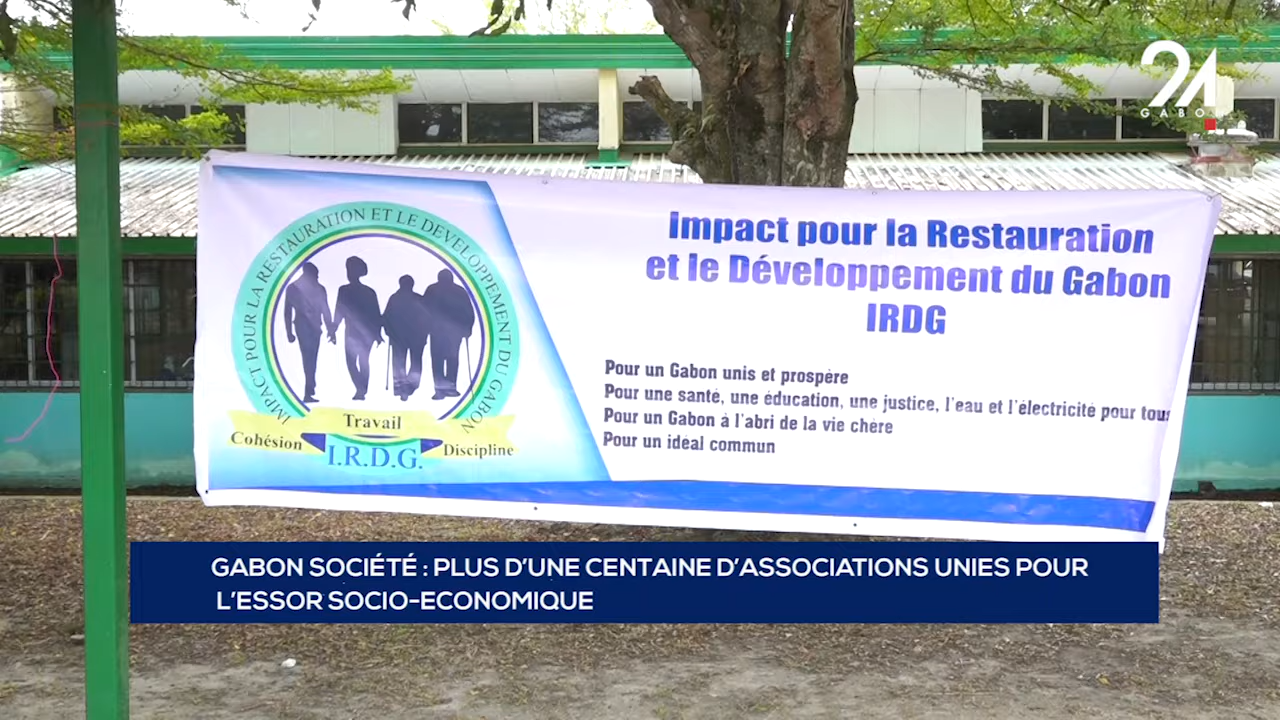 24
GABON
IMPACT POUR LA RESTAURATION ET LE DEVELOPPEMENT DU GABON
Travail
Cohésion
Discipline
I.R.D.G.
Impact pour la Restauration
et le Développement du Gabon
IRDG
Pour un Gabon unis et prospère
Pour une santé, une éducation, une justice, l'eau et l'électricité pour tous
Pour un Gabon à l'abri de la vie chère
Pour un idéal commun
GABON SOCIÉTÉ : PLUS D'UNE CENTAINE D'ASSOCIATIONS UNIES POUR
L'ESSOR SOCIO-ECONOMIQUE